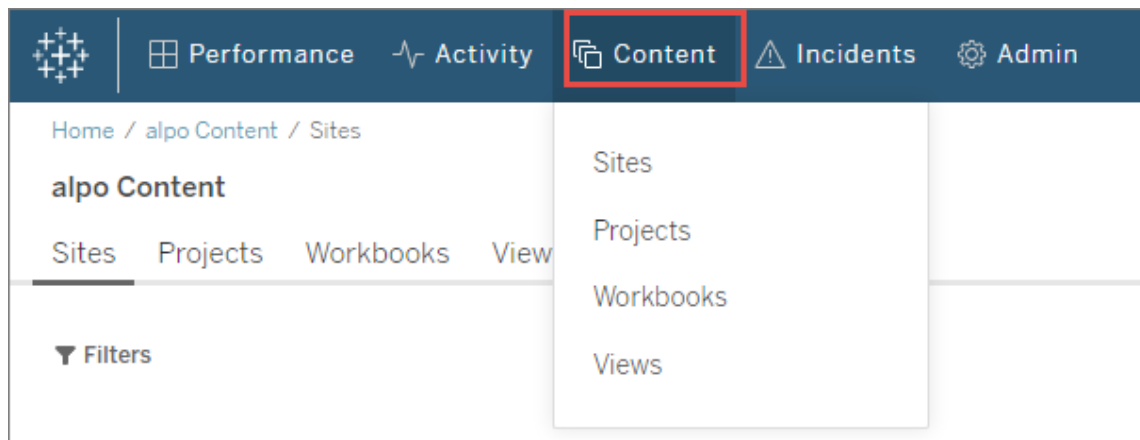 Performance Activity Content Incidents Admin
Home / alpo Content / Sites
alpo Content
Sites Projects Workbooks View
Filters
Sites
Projects
Workbooks
Views